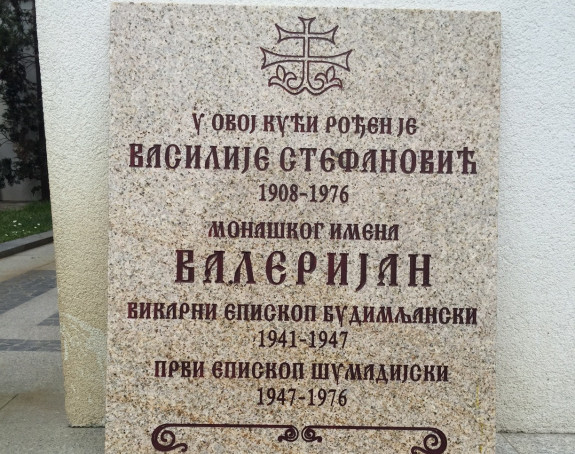 У ОВОЈ КУЋИ РОЂЕН ЈЕ
ВАСИЛИЈЕ СТЕФАНОВИЋ
1908-1976
МОНАШКОГ ИМЕНА
ВАЛЕРИЈАН
ВИКАРНИ ЕПИСКОП БУДИМЉАНСКИ
1941-1947
ПРВИ ЕПИСКОП ШУМАДИЈСКИ
1947-1976